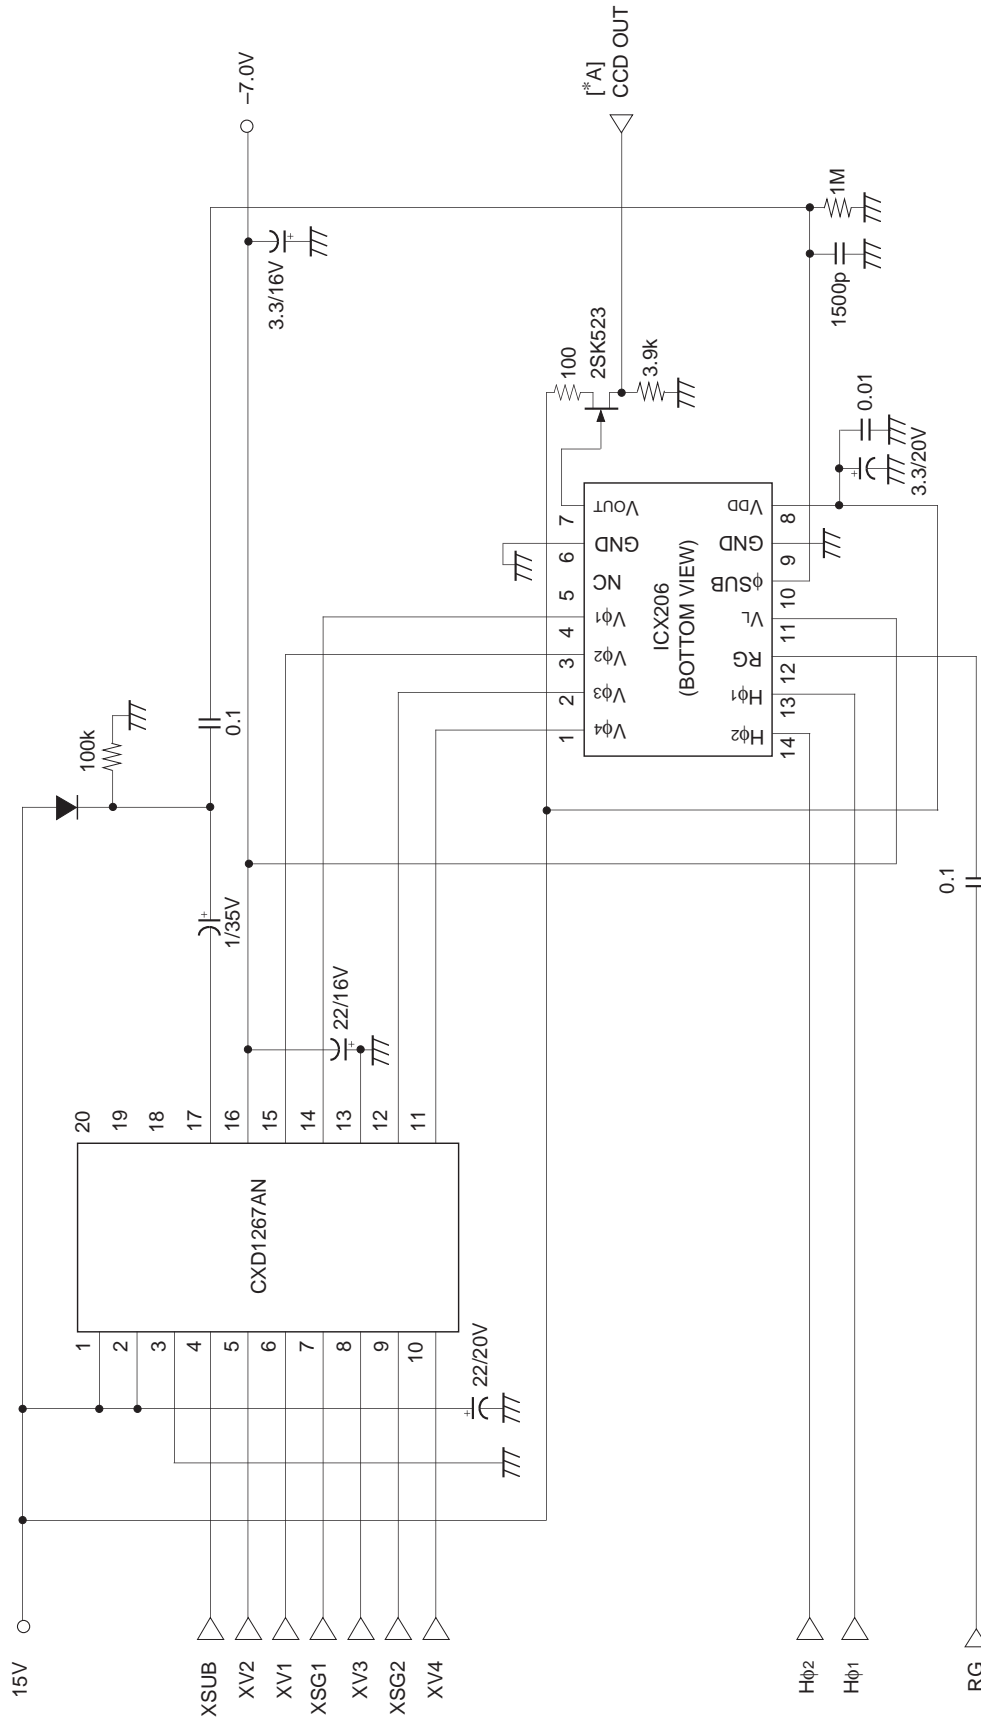 15V
XSUB
XV2
XV1
XSG1
XV3
XSG2
XV4
Hϕ2
Hϕ1
RG
22/20V
1
2
3
4
5
6
7
8
9
10
CXD1267AN
20
19
18
17
16
15
14
13
12
11
+
+
1/35V
+
22/16V
100k
0.1
0.1
–7.0V
+
3.3/16V
ICX206
(BOTTOM VIEW)
1
2
3
4
5
6
7
Vϕ4
Vϕ3
Vϕ2
Vϕ1
NC
GND
VOUT
Hϕ2
Hϕ1
RG
VL
ϕSUB
GND
VDD
14
13
12
11
10
9
8
100
2SK523
3.9k
[*A]
CCD OUT
+
3.3/20V
0.01
1500p
1M